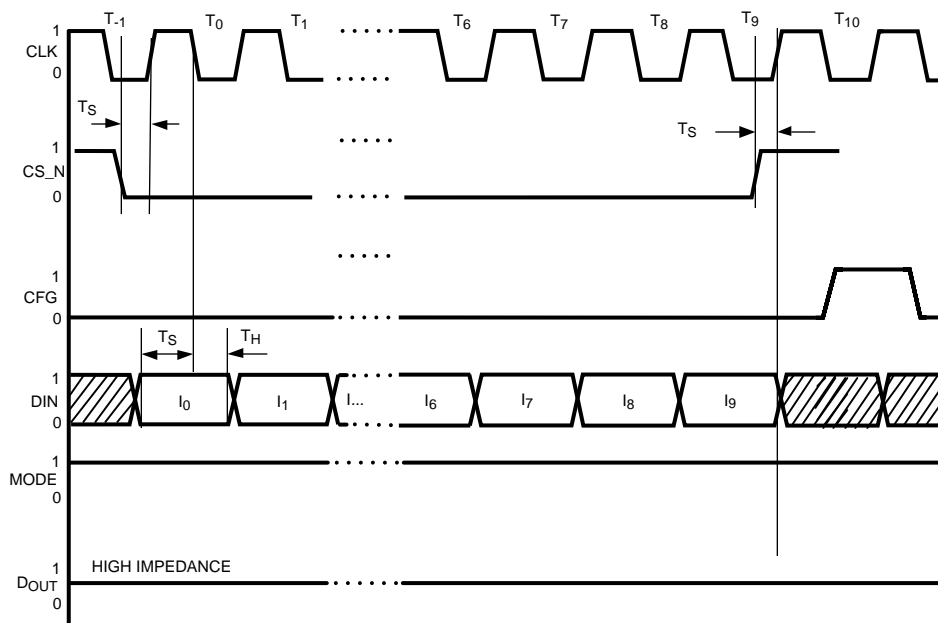 T-1 T0 T1 T6 T7 T8 T9 T10
1
CLK
0
TS TS
1
CS_N
0
1
CFG
0
TS TH
1
DIN I0 I1 I... I6 I7 I8 I9
0
1
MODE
0
HIGH IMPEDANCE
1
DOUT
0